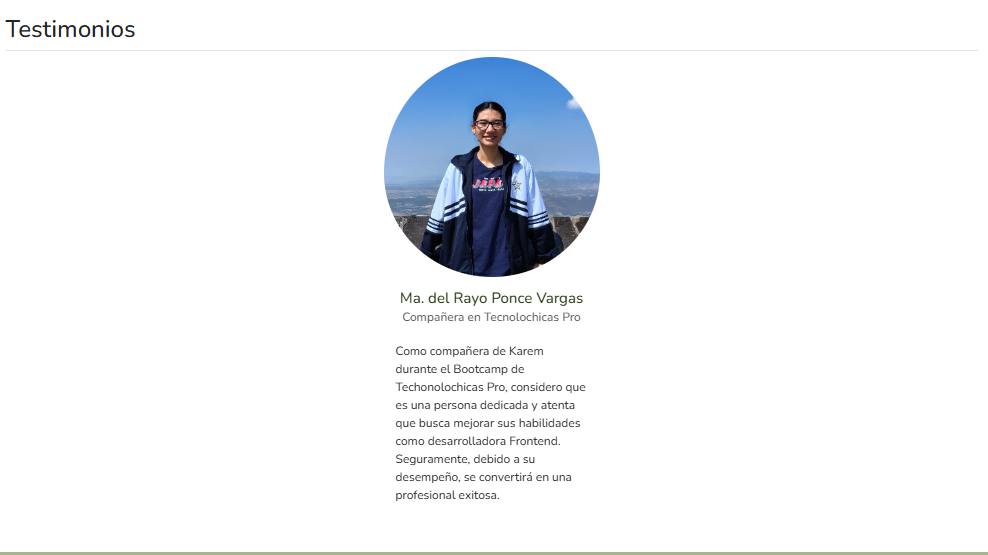 Testimonios
Ma. del Rayo Ponce Vargas
Compañera en Tecnolochicas Pro
Como compañera de Karem
durante el Bootcamp de
Techonolochicas Pro, considero que
es una persona dedicada y atenta
que busca mejorar sus habilidades
como desarrolladora Frontend.
Seguramente, debido a su
desempeño, se convertirá en una
profesional exitosa.